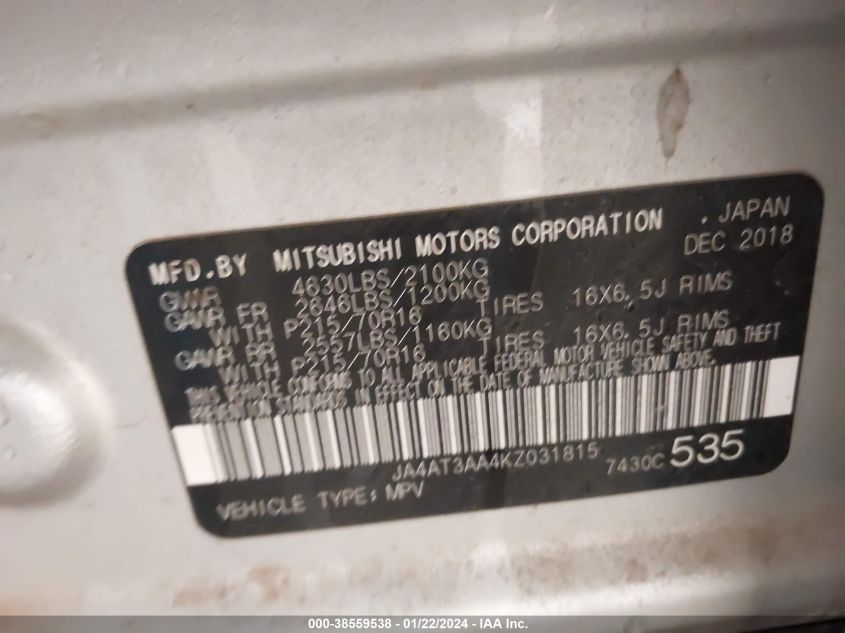 MFD.BY MITSUBISHI MOTORS CORPORATION , JAPAN
DEC 2018
GVWR 4630LBS/2100KG
GAWR FR 2646LBS/1200KG
WITH P215/70R16 TIRES 16X6.5J RIMS
GAWR RR 2557LBS/1160KG
WITH P215/70R16 TIRES 16X6.5J RIMS
THIS VEHICLE CONFORMS TO ALL APPLICABLE FEDERAL MOTOR VEHICLE SAFETY AND THEFT
PREVENTION STANDARDS IN EFFECT ON THE DATE OF MANUFACTURE SHOWN ABOVE.
JA4AT3AA4KZ031815
7430C 535
VEHICLE TYPE: MPV
000-38559538 - 01/22/2024 - IAA Inc.